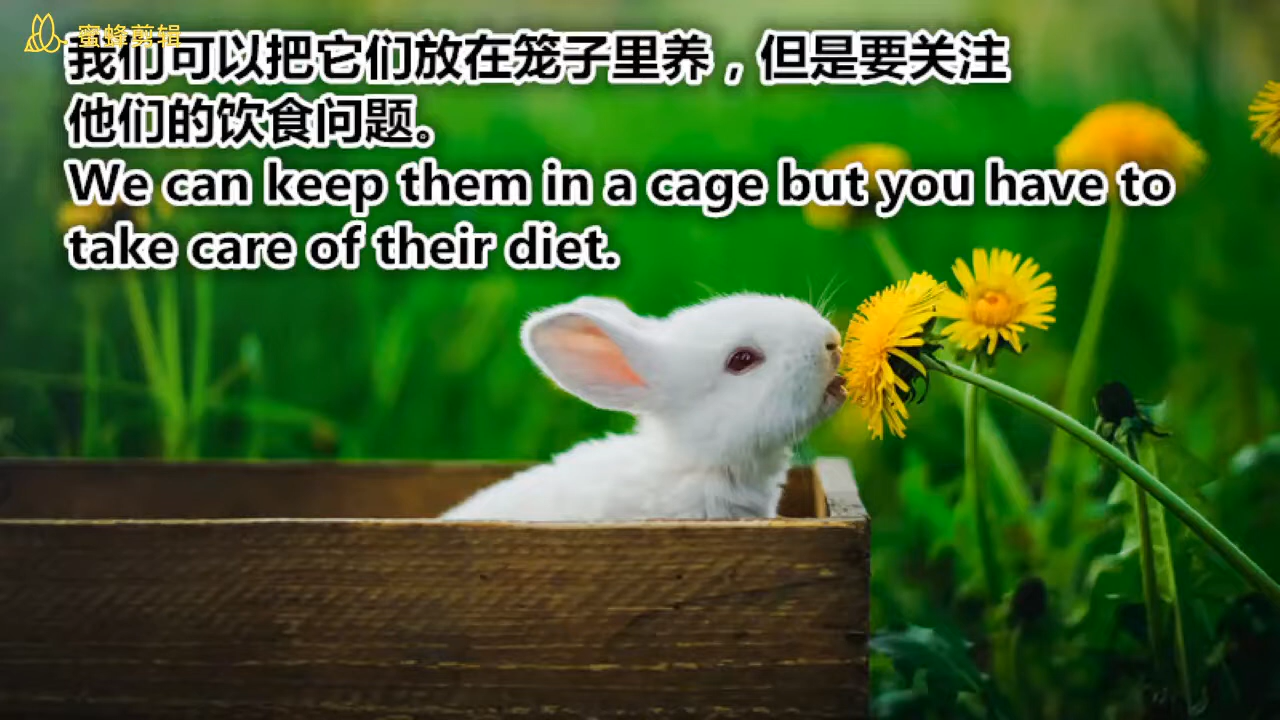 蜜蜂剪辑
我们可以把它们放在笼子里养，但是要关注
他们的饮食问题。
We can keep them in a cage but you have to
take care of their diet.